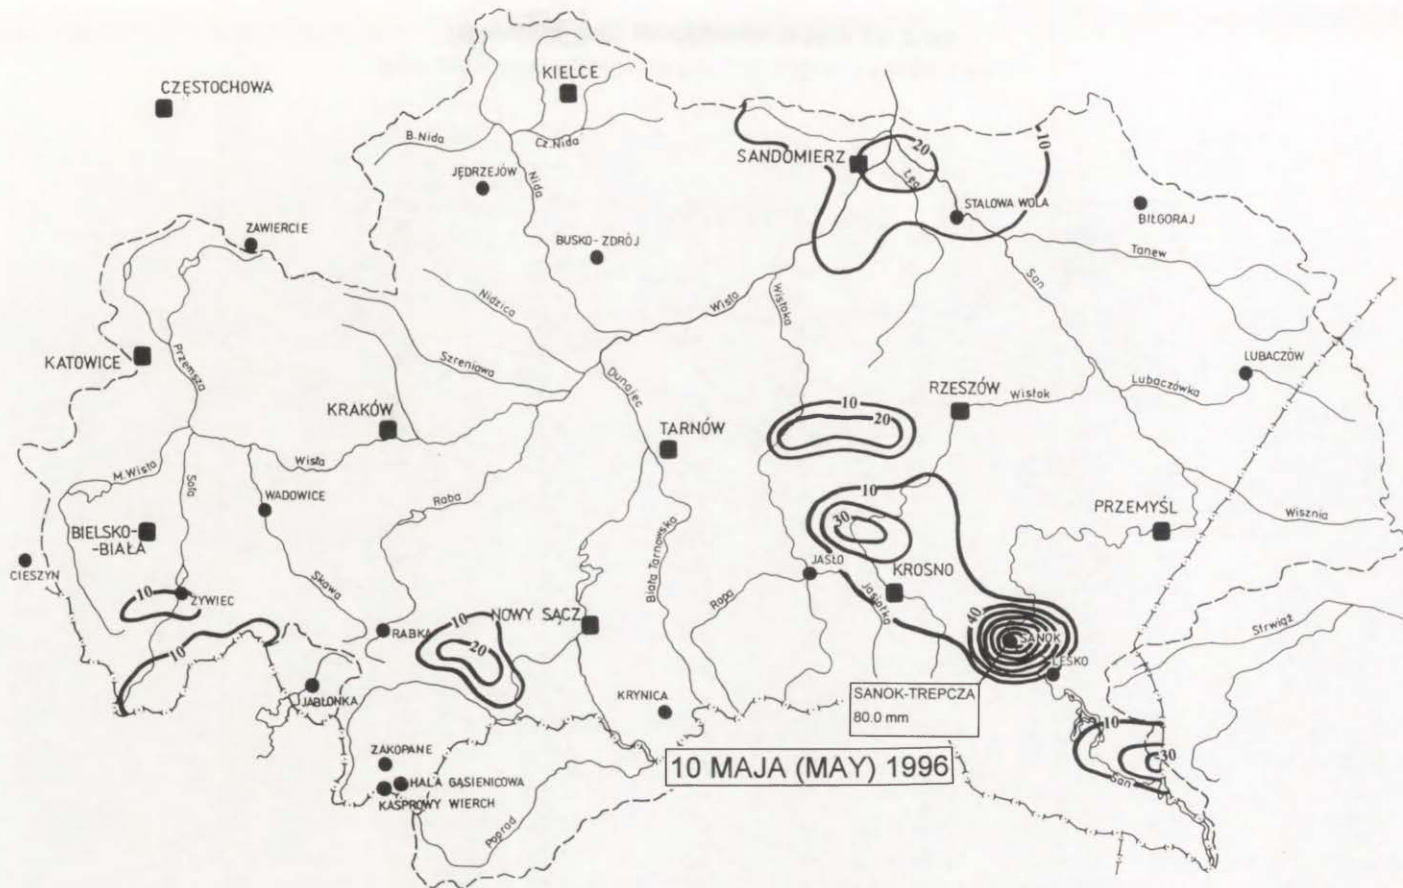 KIELCE
CZĘSTOCHOWA
B.Nida
Cz.Nida
10
20
SANDOMIERZ
JĘDRZEJÓW
Nida
Łęg
STALOWA WOLA
BIŁGORAJ
ZAWIERCIE
BUSKO-ZDRÓJ
Tanew
San
Nidzica
Wisła
Wisłoka
KATOWICE
Przemsza
Szreniawa
LUBACZÓW
Dunajec
RZESZÓW
Wisłok
Lubaczówka
KRAKÓW
10
20
TARNÓW
Wisła
M.Wisła
Soła
WADOWICE
Raba
10
PRZEMYŚL
Wisznia
30
BIELSKO-
-BIAŁA
Biała Tarnowska
CIESZYN
JASŁO
KROSNO
Skawa
Ropa
Jasiołka
10
ŻYWIEC
40
NOWY SĄCZ
10
RABKA
SANOK
Strwiąż
10
20
LEŚKO
JABŁONKA
KRYNICA
SANOK-TREPCZA
80.0 mm
10
ZAKOPANE
30
10 MAJA (MAY) 1996
HALA GĄSIENICOWA
San
KASPROWY WIERCH
Poprad